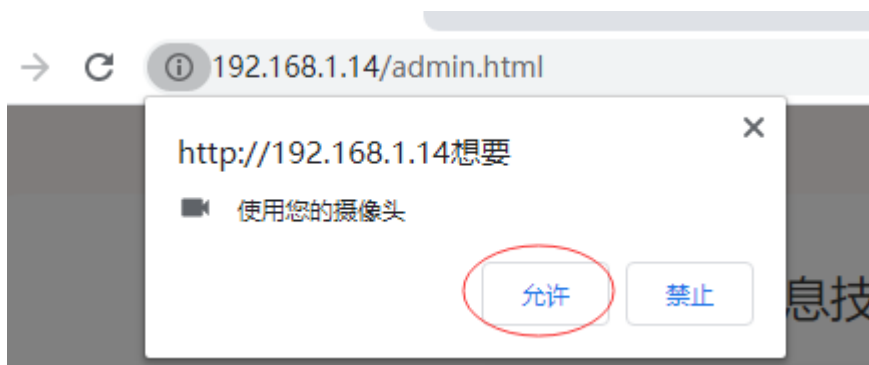 192.168.1.14/admin.html
http://192.168.1.14想要
使用您的摄像头
允许
禁止
息技